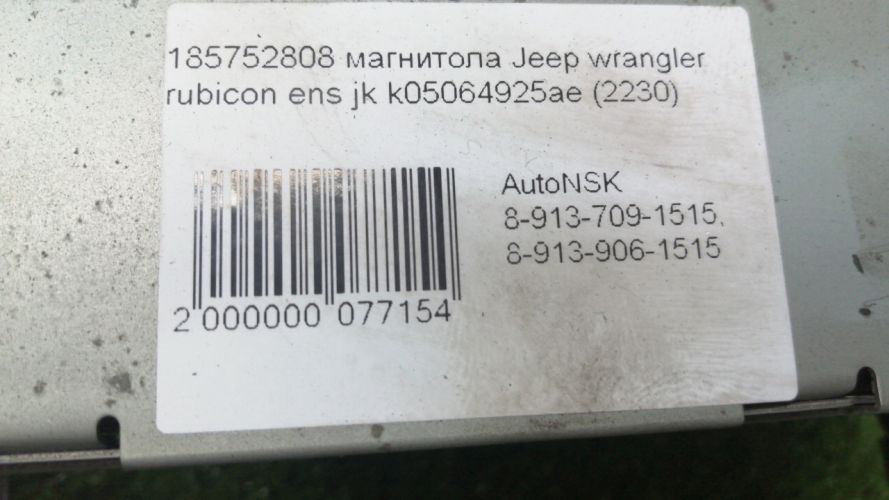 185752808 магнитола Jeep wrangler
rubicon ens jk k05064925ae (2230)
AutoNSK
8-913-709-1515,
8-913-906-1515
2 000000 077154